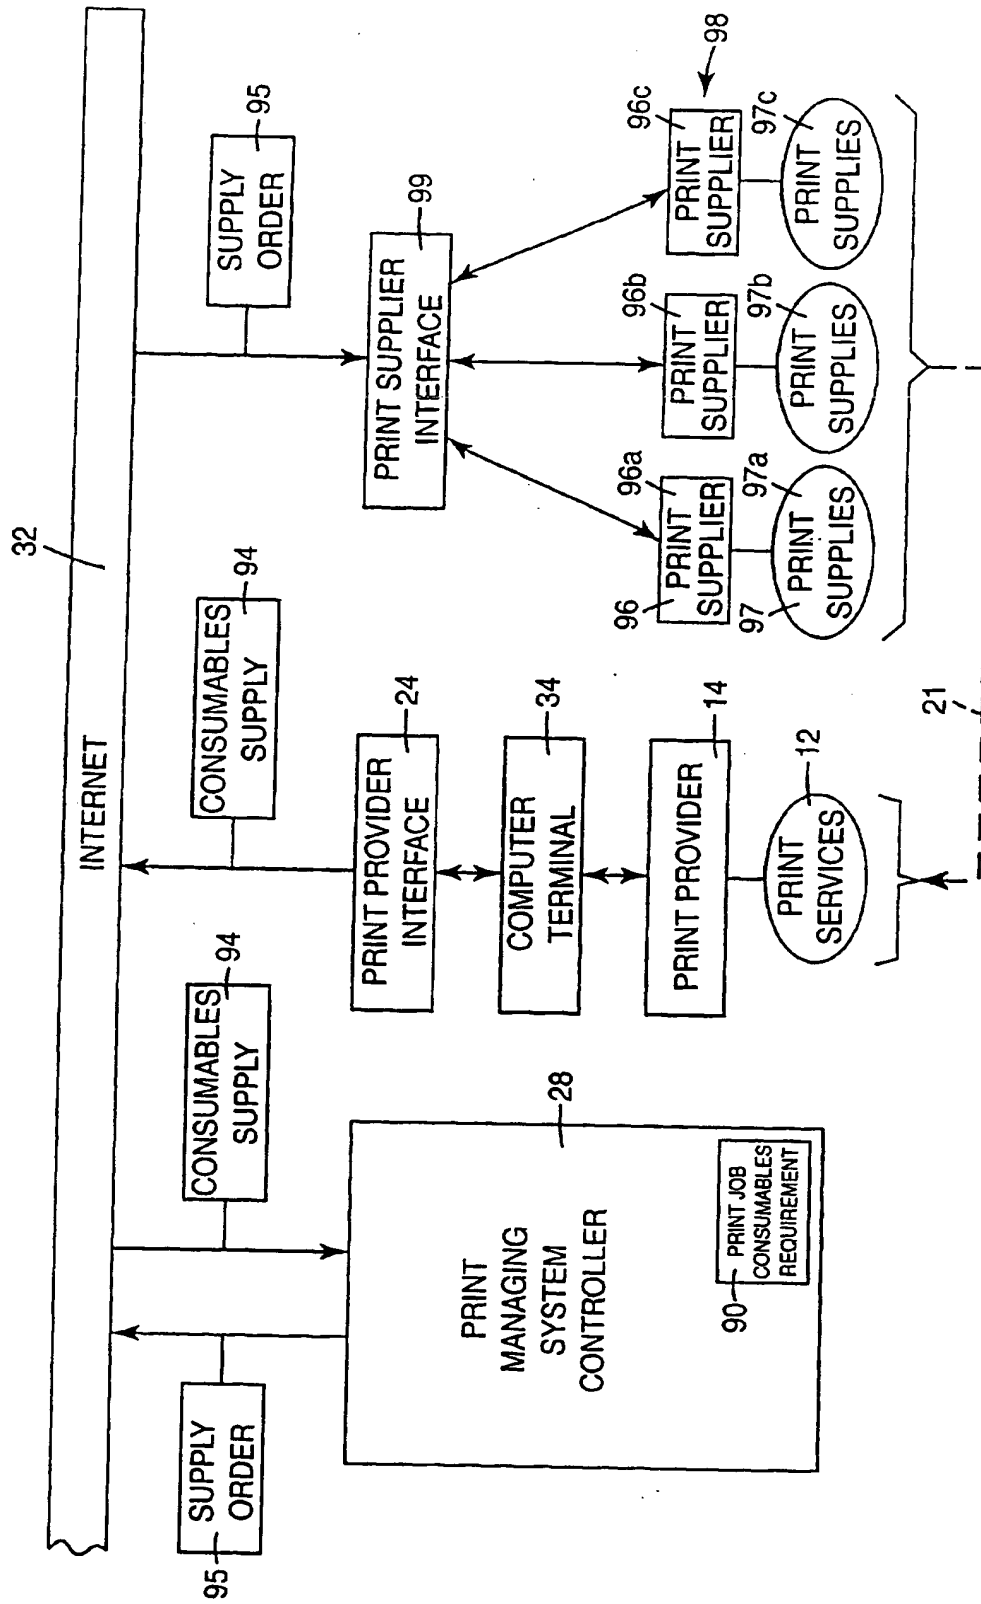 32
INTERNET
95
SUPPLY
ORDER
CONSUMABLES
SUPPLY
94
CONSUMABLES
SUPPLY
94
SUPPLY
ORDER
95
PRINT
MANAGING
SYSTEM
CONTROLLER
28
90
PRINT JOB
CONSUMABLES
REQUIREMENT
PRINT PROVIDER
INTERFACE
24
COMPUTER
TERMINAL
34
PRINT PROVIDER
14
PRINT
SERVICES
12
21
PRINT SUPPLIER
INTERFACE
99
96
PRINT
SUPPLIER
96a
PRINT
SUPPLIER
96b
PRINT
SUPPLIER
96c
98
97
PRINT
SUPPLIES
97a
PRINT
SUPPLIES
97b
PRINT
SUPPLIES
97c